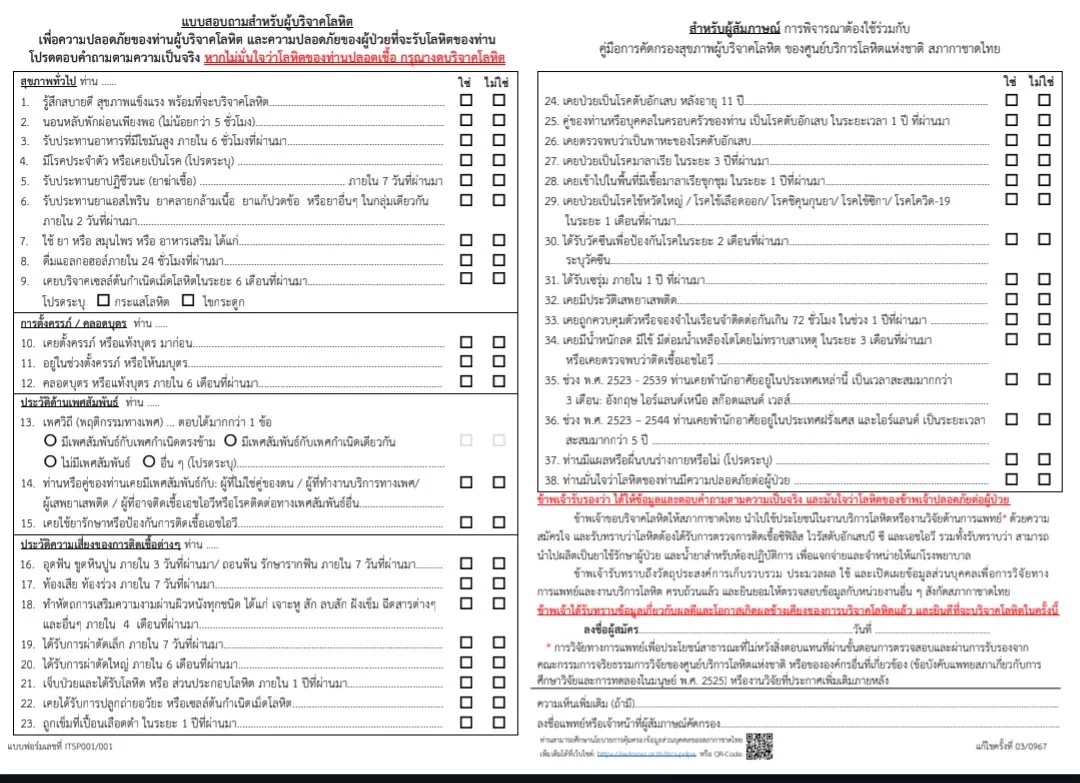 แบบสอบถามสำหรับผู้บริจาคโลหิต
เพื่อความปลอดภัยของท่านผู้บริจาคโลหิต และความปลอดภัยของผู้ป่วยที่จะรับโลหิตของท่าน
โปรดตอบคำถามตามความเป็นจริง หากไม่มั่นใจว่าโลหิตของท่านปลอดเชื้อ กรุณางดบริจาคโลหิต
สุขภาพทั่วไป ท่าน ...... ใช่ ไม่ใช่
1. รู้สึกสบายดี สุขภาพแข็งแรง พร้อมที่จะบริจาคโลหิต
2. นอนหลับพักผ่อนเพียงพอ (ไม่น้อยกว่า 5 ชั่วโมง)
3. รับประทานอาหารที่มีไขมันสูง ภายใน 6 ชั่วโมงที่ผ่านมา
4. มีโรคประจำตัว หรือเคยเป็นโรค (โปรดระบุ)
5. รับประทานยาปฏิชีวนะ (ยาฆ่าเชื้อ) ภายใน 7 วันที่ผ่านมา
6. รับประทานยาแอสไพริน ยาคลายกล้ามเนื้อ ยาแก้ปวดข้อ หรือยาอื่นๆ ในกลุ่มเดียวกัน
ภายใน 2 วันที่ผ่านมา
7. ใช้ ยา หรือ สมุนไพร หรือ อาหารเสริม ได้แก่
8. ดื่มแอลกอฮอล์ภายใน 24 ชั่วโมงที่ผ่านมา
9. เคยบริจาคเซลล์ต้นกำเนิดเม็ดโลหิตในระยะ 6 เดือนที่ผ่านมา
โปรดระบุ กระแสโลหิต ไขกระดูก
การตั้งครรภ์ / คลอดบุตร ท่าน .....
10. เคยตั้งครรภ์ หรือแท้งบุตร มาก่อน
11. อยู่ในช่วงตั้งครรภ์ หรือให้นมบุตร
12. คลอดบุตร หรือแท้งบุตร ภายใน 6 เดือนที่ผ่านมา
ประวัติด้านเพศสัมพันธ์ ท่าน .....
13. เพศวิถี (พฤติกรรมทางเพศ) ... ตอบได้มากกว่า 1 ข้อ
มีเพศสัมพันธ์กับเพศกำเนิดตรงข้าม มีเพศสัมพันธ์กับเพศกำเนิดเดียวกัน
ไม่มีเพศสัมพันธ์ อื่น ๆ (โปรดระบุ)
14. ท่านหรือคู่ของท่านเคยมีเพศสัมพันธ์กับ: ผู้ที่ไม่ใช่คู่ของตน / ผู้ที่ทำงานบริการทางเพศ/
ผู้เสพยาเสพติด / ผู้ที่อาจติดเชื้อเอชไอวีหรือโรคติดต่อทางเพศสัมพันธ์อื่น
15. เคยใช้ยารักษาหรือป้องกันการติดเชื้อเอชไอวี
ประวัติความเสี่ยงของการติดเชื้อต่างๆ ท่าน ....
16. อุดฟัน ขูดหินปูน ภายใน 3 วันที่ผ่านมา/ ถอนฟัน รักษารากฟัน ภายใน 7 วันที่ผ่านมา
17. ท้องเสีย ท้องร่วง ภายใน 7 วันที่ผ่านมา
18. ทำหัตถการเสริมความงามผ่านผิวหนังทุกชนิด ได้แก่ เจาะหู สัก ลบสัก ฝังเข็ม ฉีดสารต่างๆ
และอื่นๆ ภายใน 4 เดือนที่ผ่านมา
19. ได้รับการผ่าตัดเล็ก ภายใน 7 วันที่ผ่านมา
20. ได้รับการผ่าตัดใหญ่ ภายใน 6 เดือนที่ผ่านมา
21. เจ็บป่วยและได้รับโลหิต หรือ ส่วนประกอบโลหิต ภายใน 1 ปีที่ผ่านมา
22. เคยได้รับการปลูกถ่ายอวัยะ หรือเซลล์ต้นกำเนิดเม็ดโลหิต
23. ถูกเข็มที่เปื้อนเลือดตำ ในระยะ 1 ปีที่ผ่านมา
แบบฟอร์มเลขที่ ITSP001/001
สำหรับผู้สัมภาษณ์ การพิจารณาต้องใช้ร่วมกับ
คู่มือการคัดกรองสุขภาพผู้บริจาคโลหิต ของศูนย์บริการโลหิตแห่งชาติ สภากาชาดไทย
ใช่ ไม่ใช่
24. เคยป่วยเป็นโรคตับอักเสบ หลังอายุ 11 ปี
25. คู่ของท่านหรือบุคคลในครอบครัวของท่าน เป็นโรคตับอักเสบ ในระยะเวลา 1 ปี ที่ผ่านมา
26. เคยตรวจพบว่าเป็นพาหะของโรคตับอักเสบ
27. เคยป่วยเป็นโรคมาลาเรีย ในระยะ 3 ปีที่ผ่านมา
28. เคยเข้าไปในพื้นที่มีเชื้อมาลาเรียชุกชุม ในระยะ 1 ปีที่ผ่านมา
29. เคยป่วยเป็นโรคไข้หวัดใหญ่ / โรคไข้เลือดออก/ โรคชิคุนกุนยา/ โรคไข้ซิกา/ โรคโควิด-19
ในระยะ 1 เดือนที่ผ่านมา
30. ได้รับวัคซีนเพื่อป้องกันโรคในระยะ 2 เดือนที่ผ่านมา
ระบุวัคซีน
31. ได้รับเซรุ่ม ภายใน 1 ปี ที่ผ่านมา
32. เคยมีประวัติเสพยาเสพติด
33. เคยถูกควบคุมตัวหรือจองจำในเรือนจำติดต่อกันเกิน 72 ชั่วโมง ในช่วง 1 ปีที่ผ่านมา
34. เคยมีน้ำหนักลด มีไข้ มีต่อมน้ำเหลืองโตโดยไม่ทราบสาเหตุ ในระยะ 3 เดือนที่ผ่านมา
หรือเคยตรวจพบว่าติดเชื้อเอชไอวี
35. ช่วง พ.ศ. 2523 - 2539 ท่านเคยพำนักอาศัยอยู่ในประเทศเหล่านี้ เป็นเวลาสะสมมากกว่า
3 เดือน: อังกฤษ ไอร์แลนด์เหนือ สก๊อตแลนด์ เวลส์
36. ช่วง พ.ศ. 2523 – 2544 ท่านเคยพำนักอาศัยอยู่ในประเทศฝรั่งเศส และไอร์แลนด์ เป็นระยะเวลา
สะสมมากกว่า 5 ปี
37. ท่านมีแผลหรือผื่นบนร่างกายหรือไม่ (โปรดระบุ)
38. ท่านมั่นใจว่าโลหิตของท่านมีความปลอดภัยต่อผู้ป่วย
ข้าพเจ้ารับรองว่า ได้ให้ข้อมูลและตอบคำถามตามความเป็นจริง และมั่นใจว่าโลหิตของข้าพเจ้าปลอดภัยต่อผู้ป่วย
ข้าพเจ้าขอบริจาคโลหิตให้สภากาชาดไทย นำไปใช้ประโยชน์ในงานบริการโลหิตหรืองานวิจัยด้านการแพทย์* ด้วยความ
สมัครใจ และรับทราบว่าโลหิตต้องได้รับการตรวจการติดเชื้อซิฟิลิส ไวรัสตับอักเสบบี ซี และเอชไอวี รวมทั้งรับทราบว่า สามารถ
นำไปผลิตเป็นยาใช้รักษาผู้ป่วย และน้ำยาสำหรับห้องปฏิบัติการ เพื่อแจกจ่ายและจำหน่ายให้แก่โรงพยาบาล
ข้าพเจ้ารับทราบถึงวัตถุประสงค์การเก็บรวบรวม ประมวลผล ใช้ และเปิดเผยข้อมูลส่วนบุคคลเพื่อการวิจัยทาง
การแพทย์และงานบริการโลหิต ครบถ้วนแล้ว และยินยอมให้ตรวจสอบข้อมูลกับหน่วยงานอื่น ๆ สังกัดสภากาชาดไทย
ข้าพเจ้าได้รับทราบข้อมูลเกี่ยวกับผลดีและโอกาสเกิดผลข้างเคียงของการบริจาคโลหิตแล้ว และยินดีที่จะบริจาคโลหิตในครั้งนี้
ลงชื่อผู้สมัคร วันที่
* การวิจัยทางการแพทย์เพื่อประโยชน์สาธารณะที่ไม่หวังสิ่งตอบแทนที่ผ่านขั้นตอนการตรวจสอบและผ่านการรับรองจาก
คณะกรรมการจริยธรรมการวิจัยของศูนย์บริการโลหิตแห่งชาติ หรือขององค์กรอื่นที่เกี่ยวข้อง (ข้อบังคับแพทยสภาเกี่ยวกับการ
ศึกษาวิจัยและการทดลองในมนุษย์ พ.ศ. 2525) หรืองานวิจัยที่ประกาศเพิ่มเติมภายหลัง
ความเห็นเพิ่มเติม (ถ้ามี)
ลงชื่อแพทย์หรือเจ้าหน้าที่ผู้สัมภาษณ์คัดกรอง
ท่านสามารถศึกษานโยบายการคุ้มครองข้อมูลส่วนบุคคลของสภากาชาดไทย
เพิ่มเติมได้ที่เว็บไซต์: หรือ QR-Code:
แก้ไขครั้งที่ 03/0967